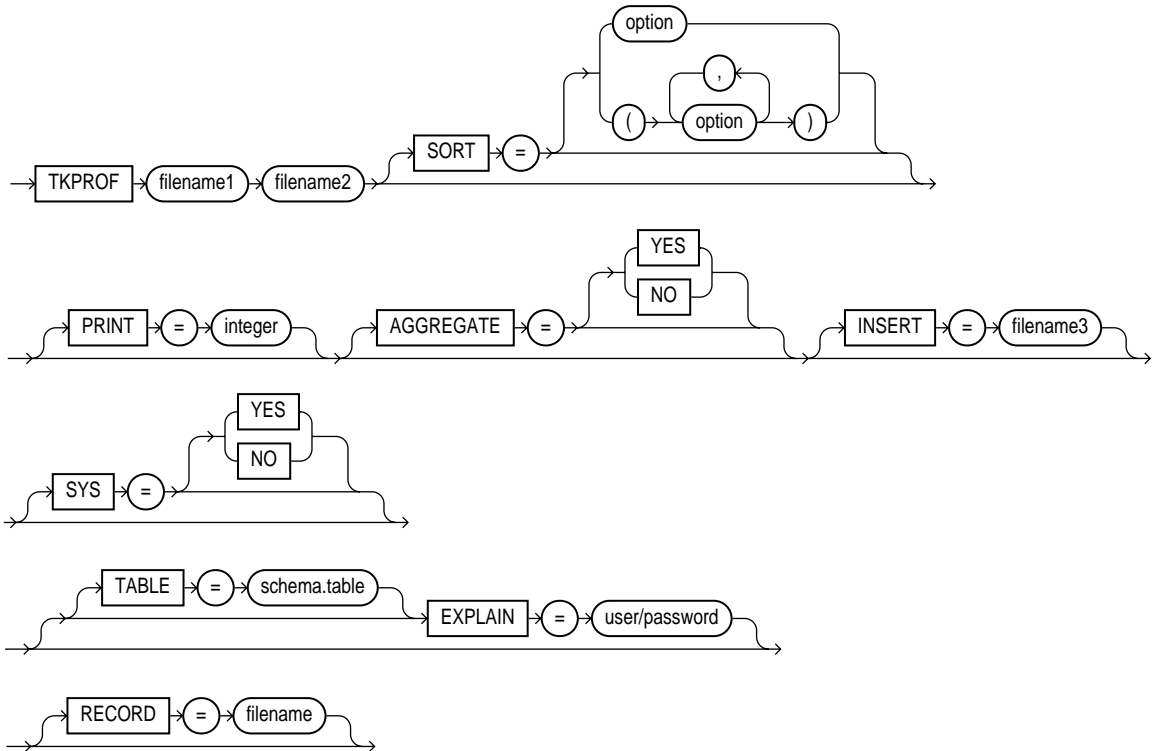 option
,
( option )
SORT =
TKPROF filename1 filename2
YES
NO
PRINT = integer AGGREGATE = INSERT = filename3
YES
NO
SYS =
TABLE = schema.table
EXPLAIN = user/password
RECORD = filename